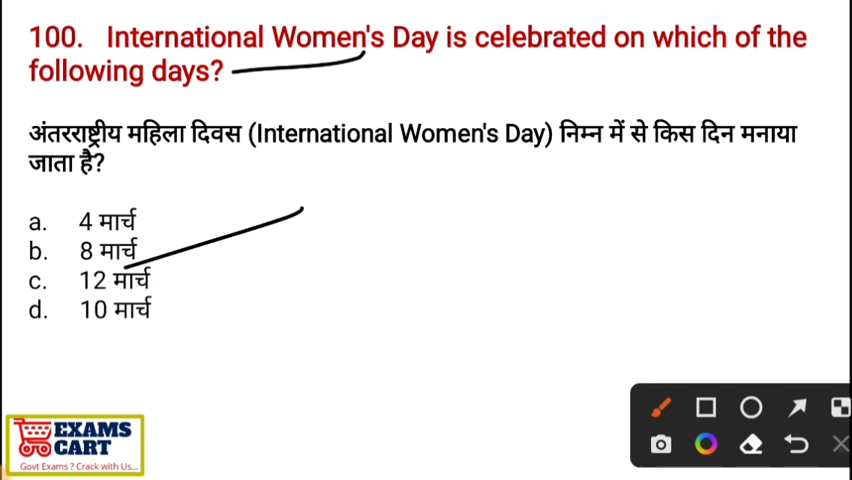 100. International Women's Day is celebrated on which of the
following days?
अंतरराष्ट्रीय महिला दिवस (International Women's Day) निम्न में से किस दिन मनाया
जाता है?
a. 4 मार्च
b. 8 मार्च
c. 12 मार्च
d. 10 मार्च
EXAMS
CART
Govt Exams ? Crack with Us...